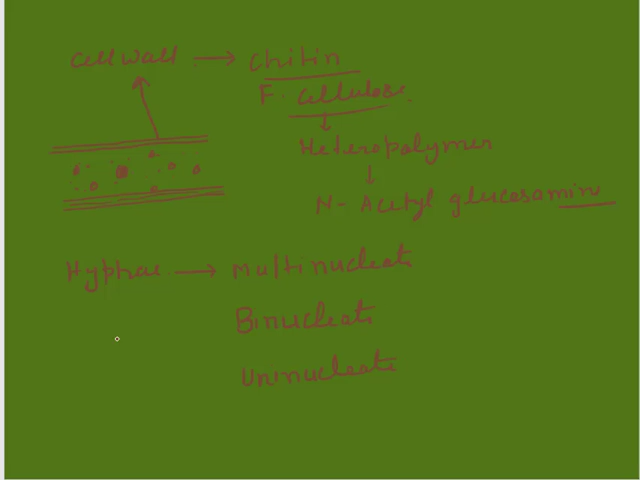 Cell wall → Chitin
F. Cellulose.
↓
Heteropolymer
↓
N- Acetyl glucosamine
Hyphae → Multinucleate
Binucleate
Uninucleate